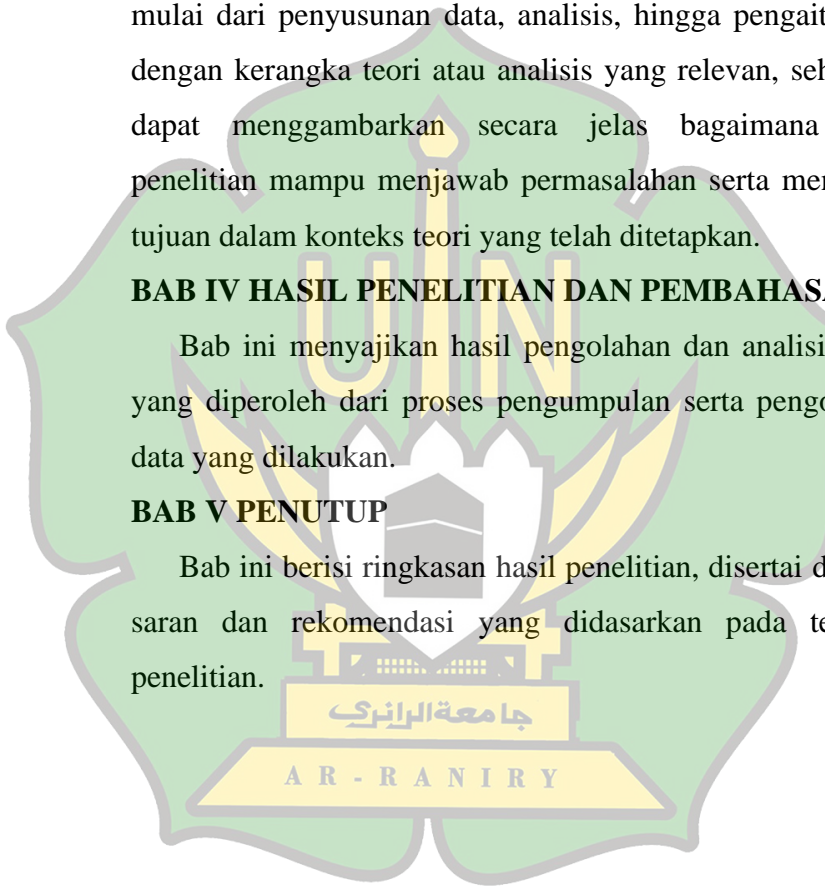 mulai dari penyusunan data, analisis, hingga pengait
dengan kerangka teori atau analisis yang relevan, seh
dapat menggambarkan secara jelas bagaimana
penelitian mampu menjawab permasalahan serta men
tujuan dalam konteks teori yang telah ditetapkan.
BAB IV HASIL PENELITIAN DAN PEMBAHASA
Bab ini menyajikan hasil pengolahan dan analisi
yang diperoleh dari proses pengumpulan serta pengo
data yang dilakukan.
BAB V PENUTUP
Bab ini berisi ringkasan hasil penelitian, disertai d
saran dan rekomendasi yang didasarkan pada te
penelitian.
UIN
جامعة الرانري
AR-RANIRY